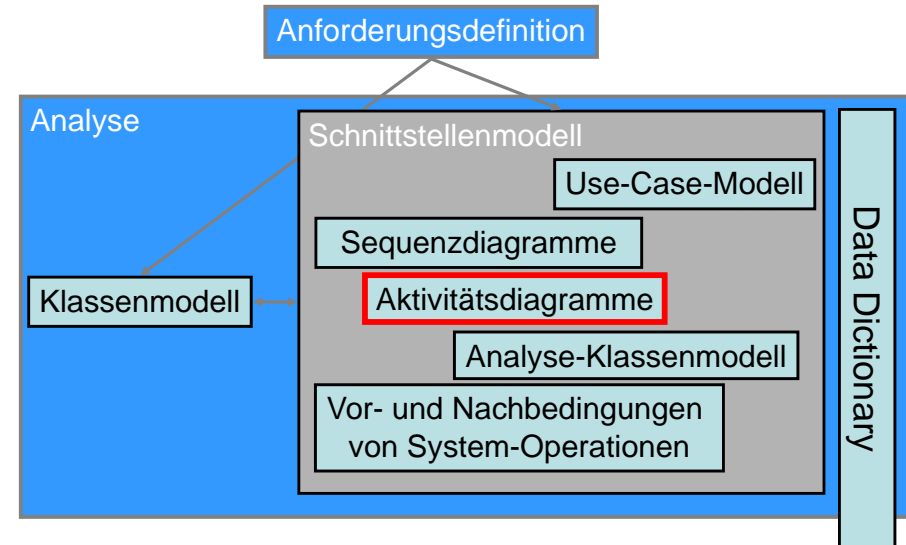 Anforderungsdefinition
Analyse
Schnittstellenmodell
Use-Case-Modell
Sequenzdiagramme
Klassenmodell
Aktivitätsdiagramme
Analyse-Klassenmodell
Vor- und Nachbedingungen
von System-Operationen
Data Dictionary